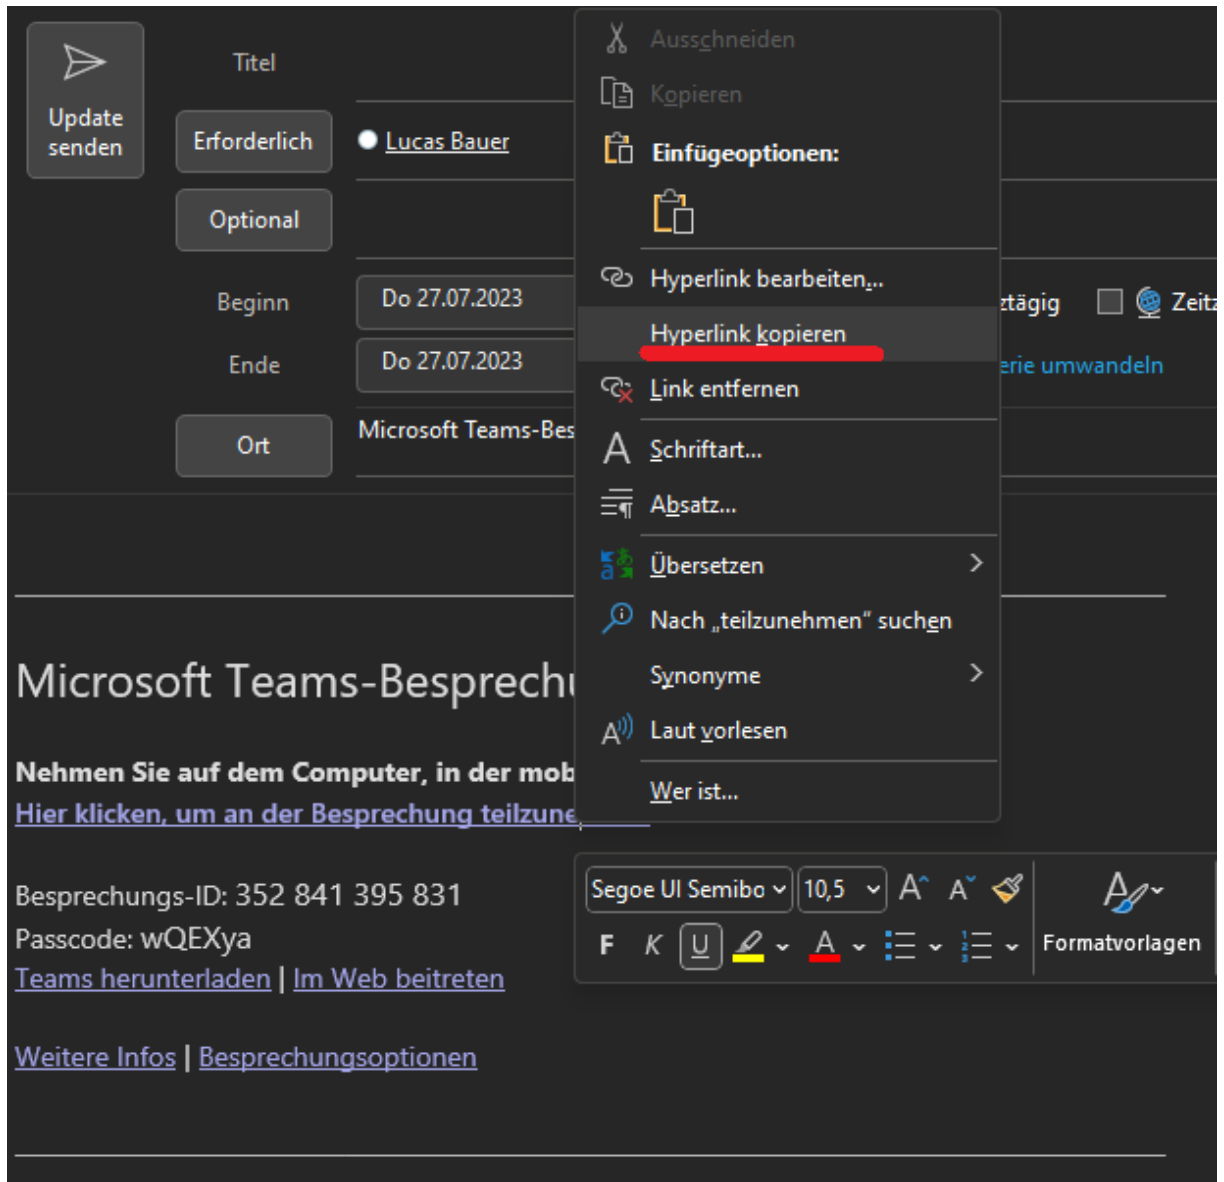 Update
senden
Titel
Erforderlich
Lucas Bauer
Optional
Beginn
Do 27.07.2023
Ende
Do 27.07.2023
Ort
Microsoft Teams-Bes
Ausschneiden
Kopieren
Einfügeoptionen:
Hyperlink bearbeiten...
Hyperlink kopieren
Link entfernen
Schriftart...
Absatz...
Übersetzen
Nach „teilzunehmen“ suchen
Synonyme
Laut vorlesen
Wer ist...
ztägig
Zeitz
erie umwandeln
Microsoft Teams-Besprech
Nehmen Sie auf dem Computer, in der mob
Hier klicken, um an der Besprechung teilzune
Besprechungs-ID: 352 841 395 831
Passcode: wQEXya
Teams herunterladen | Im Web beitreten
Weitere Infos | Besprechungsoptionen
Segoe UI Semibo 10,5
F K U A
Formatvorlagen